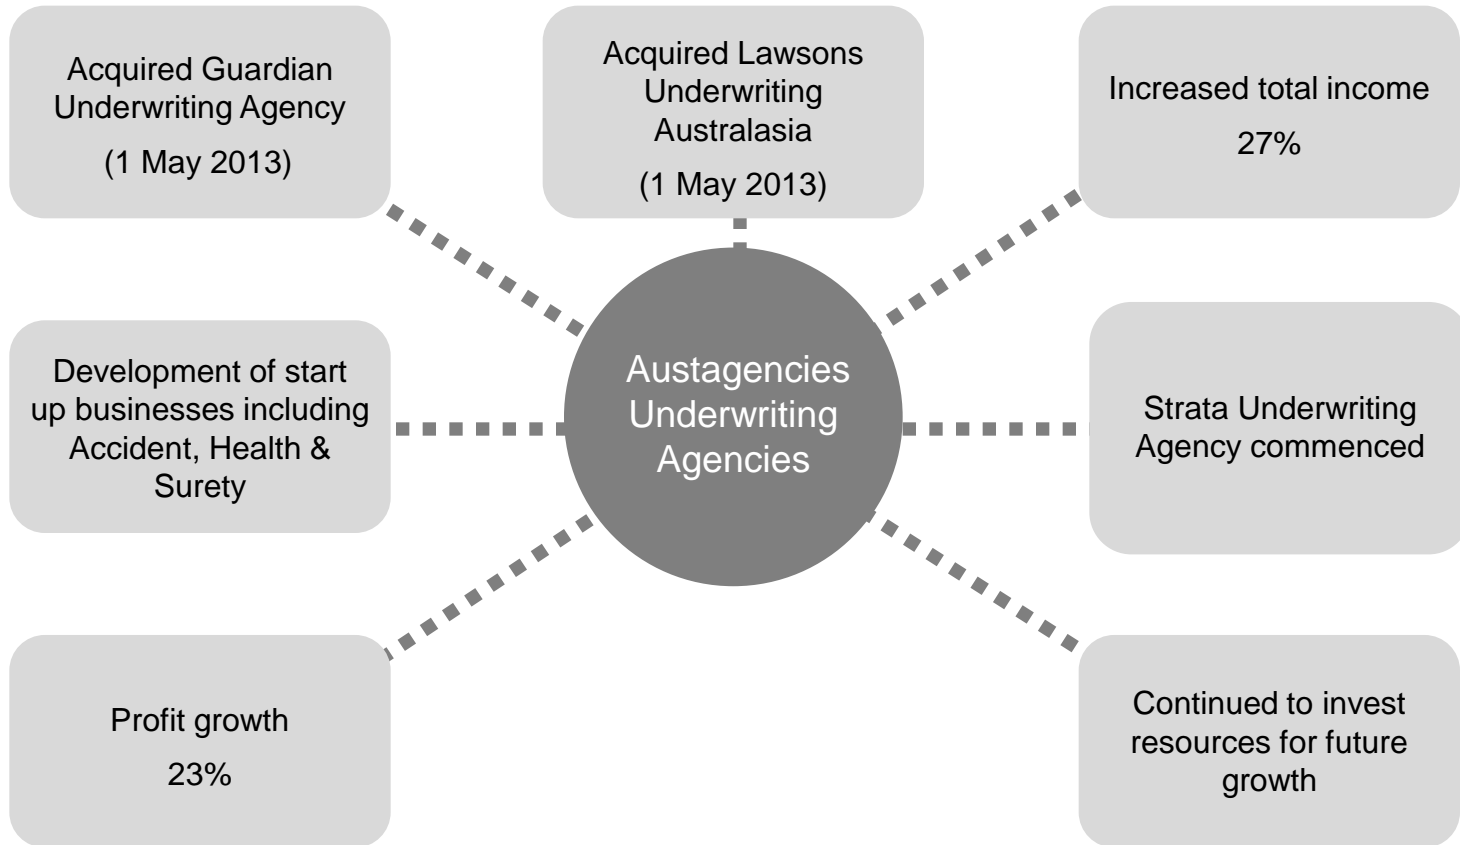 Acquired Guardian
Underwriting Agency
(1 May 2013)
Acquired Lawsons
Underwriting
Australasia
(1 May 2013)
Increased total income
27%
Development of start
up businesses including
Accident, Health &
Surety
Austagencies
Underwriting
Agencies
Strata Underwriting
Agency commenced
Profit growth
23%
Continued to invest
resources for future
growth